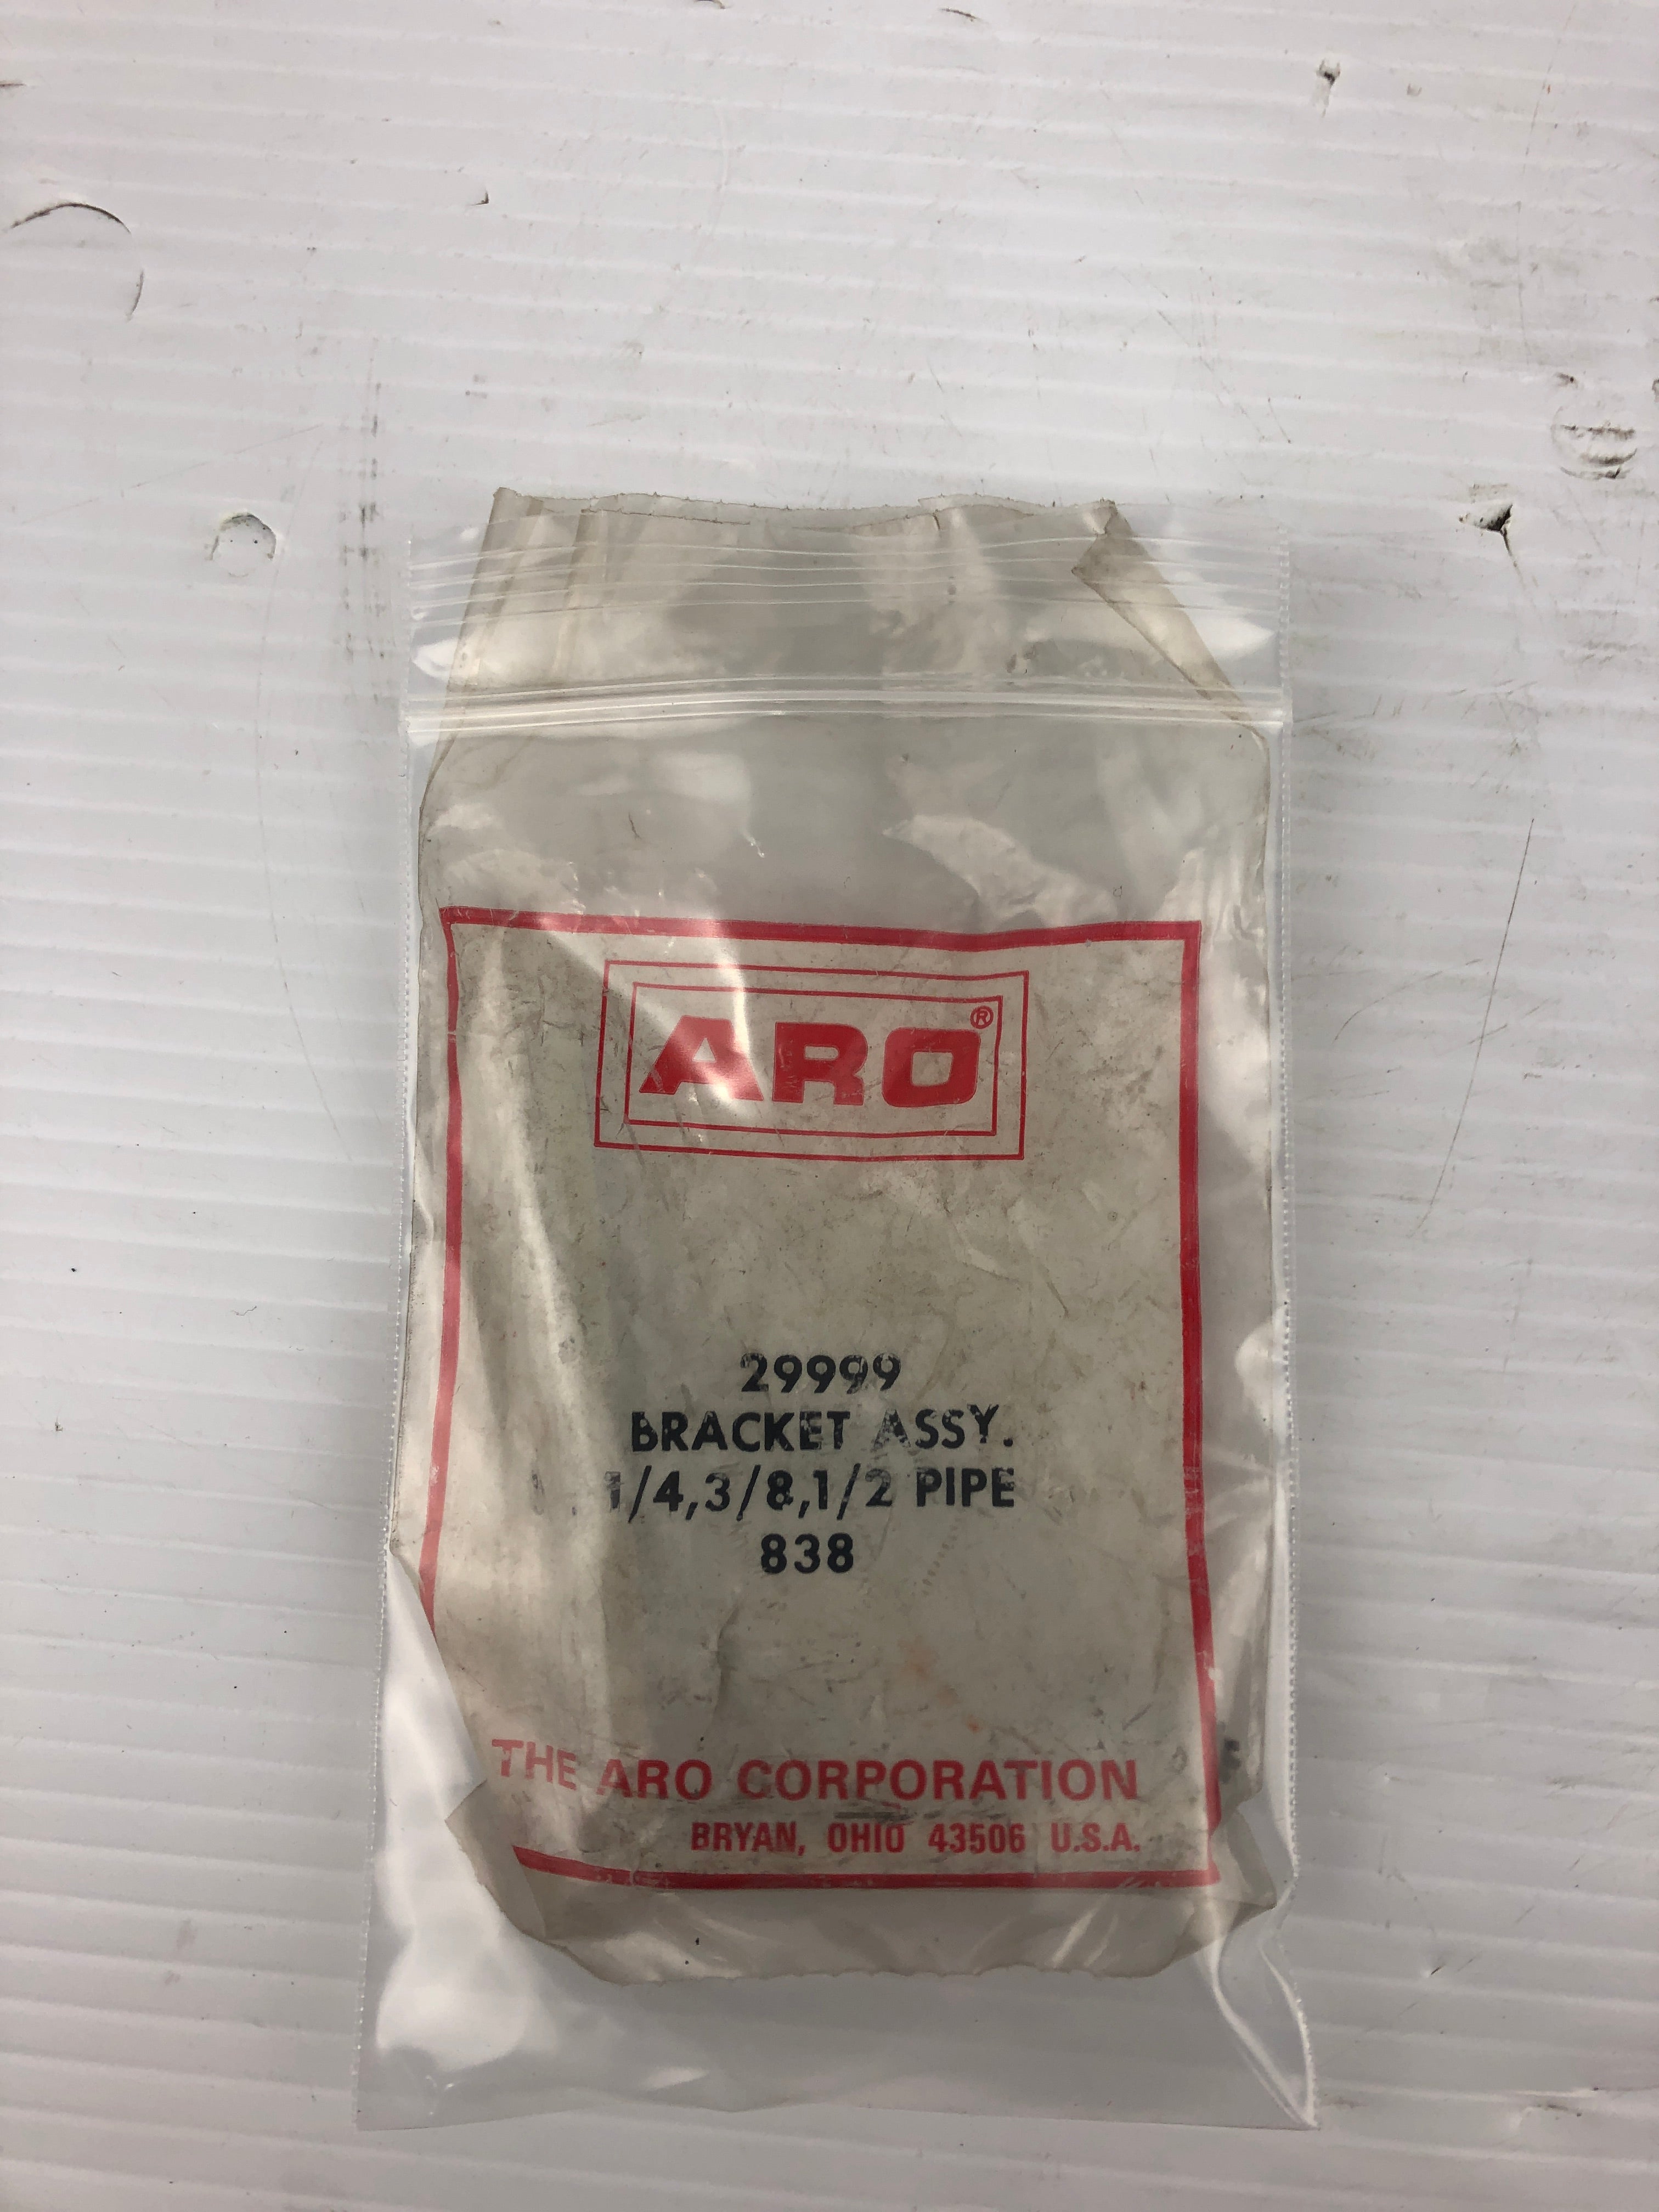 ARO®
29999
BRACKET ASSY.
1/4,3/8,1/2 PIPE
838
THE ARO CORPORATION
BRYAN, OHIO 43506 U.S.A.